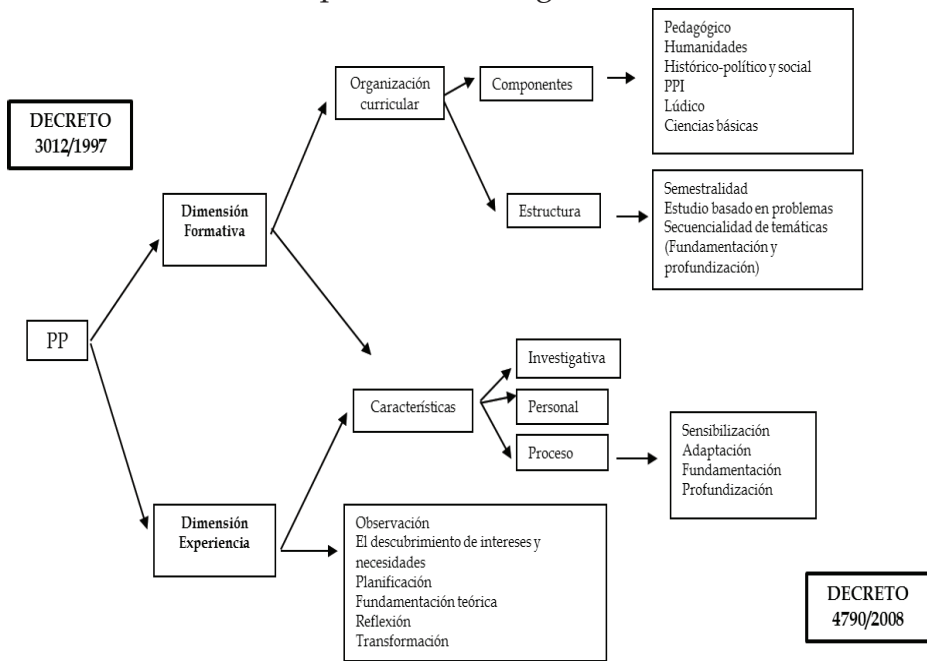 Pedagógico
Humanidades
Histórico-político y social
PPI
Lúdico
Ciencias básicas
Organización
curricular
Componentes
DECRETO
3012/1997
Dimensión
Formativa
Estructura
Semestralidad
Estudio basado en problemas
Secuencialidad de temáticas
(Fundamentación y
profundización)
PP
Investigativa
Características
Personal
Proceso
Sensibilización
Adaptación
Fundamentación
Profundización
Dimensión
Experiencia
Observación
El descubrimiento de intereses y
necesidades
Planificación
Fundamentación teórica
Reflexión
Transformación
DECRETO
4790/2008